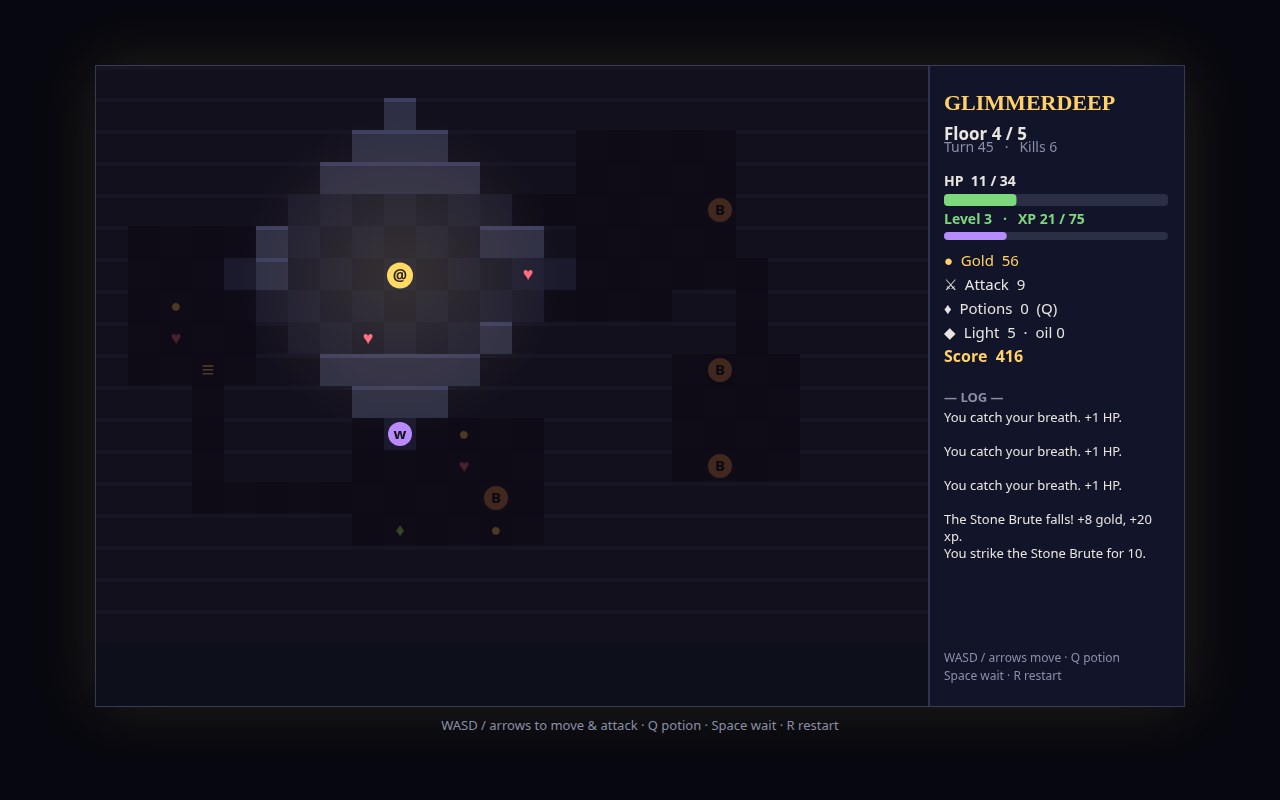 GLIMMERDEEP
Floor 4 / 5
Turn 45 · Kills 6
HP 11 / 34
Level 3 · XP 21 / 75
● Gold 56
⚔ Attack 9
♦ Potions 0 (Q)
◆ Light 5 · oil 0
Score 416
— LOG —
You catch your breath. +1 HP.
You catch your breath. +1 HP.
You catch your breath. +1 HP.
The Stone Brute falls! +8 gold, +20
xp.
You strike the Stone Brute for 10.
WASD / arrows move · Q potion
Space wait · R restart
B
@
B
w
B
B
WASD / arrows to move & attack · Q potion · Space wait · R restart